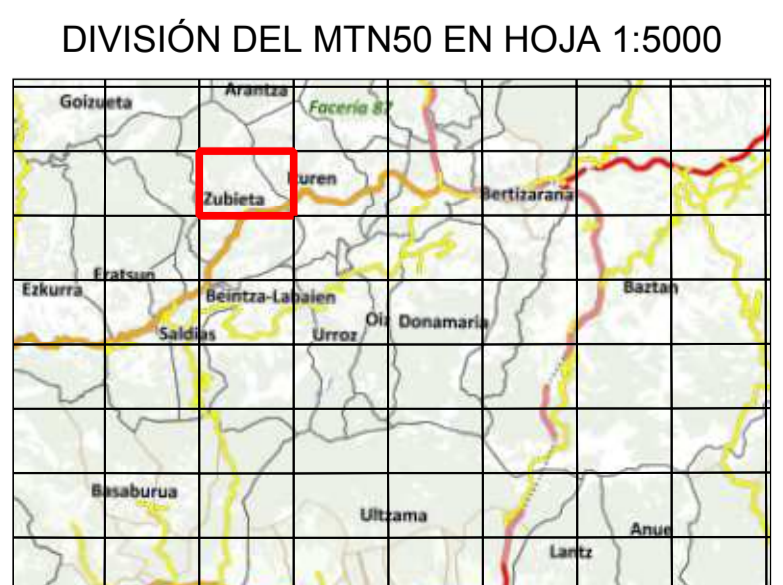 DIVISIÓN DEL MTN50 EN HOJA 1:5000
Goizueta
Arantza
Facería 87
Ituren
Zubieta
Bertizarana
Eratsun
Ezkurra
Beintza-Labaien
Baztan
Saldias
Urroz
Oiz
Donamaria
Basaburua
Ultzama
Anue
Lantz